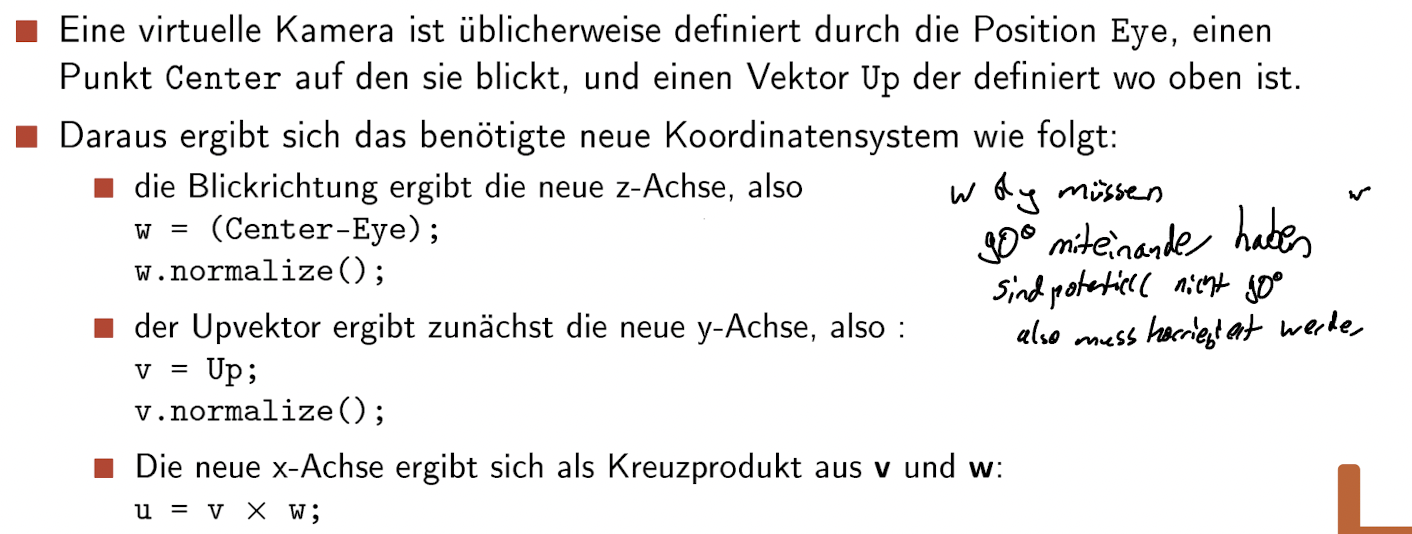 Eine virtuelle Kamera ist üblicherweise definiert durch die Position Eye, einen
Punkt Center auf den sie blickt, und einen Vektor Up der definiert wo oben ist.
Daraus ergibt sich das benötigte neue Koordinatensystem wie folgt:
die Blickrichtung ergibt die neue z-Achse, also
w = (Center-Eye);
w.normalize();
w & y müssen
90° miteinander haben
sind potentiell nicht 90°
also muss korrigiert werden
w
der Upvektor ergibt zunächst die neue y-Achse, also :
v = Up;
v.normalize();
Die neue x-Achse ergibt sich als Kreuzprodukt aus v und w:
u = v × w;